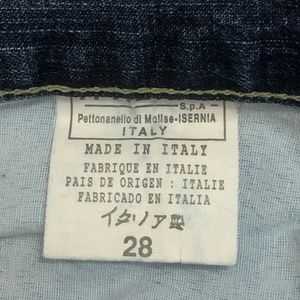 S.p.A
Pettonanello di Molise-ISERNIA
ITALY
MADE IN ITALY
FABRIQUE EN ITALIE
PAIS DE ORIGEN : ITALIE
FABRICADO EN ITALIA
イタリア製
28